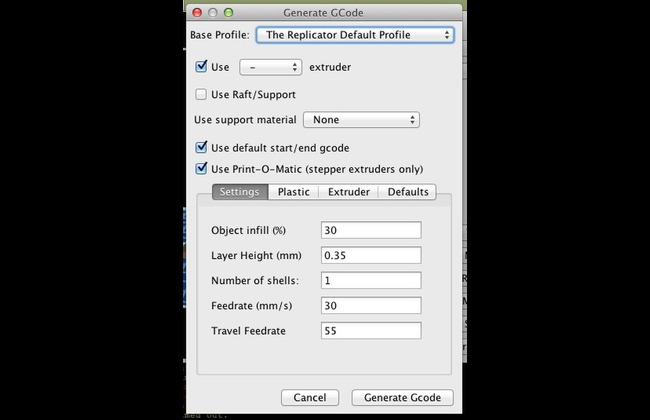 Generate GCode
Base Profile: The Replicator Default Profile
Use - extruder
Use Raft/Support
Use support material None
Use default start/end gcode
Use Print-O-Matic (stepper extruders only)
Settings Plastic Extruder Defaults
Object infill (%) 30
Layer Height (mm) 0.35
Number of shells: 1
Feedrate (mm/s) 30
Travel Feedrate 55
Cancel Generate Gcode
med out.